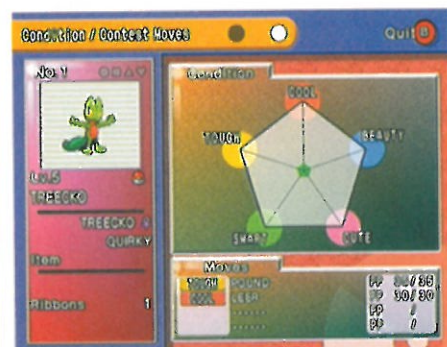 Condition / Contest Moves
Quit B
No. 1
Lv.5
TREECKO
TREECKO
QUIRKY
Item
Ribbons 1
Condition
COOL
TOUGH
BEAUTY
SMART
CUTE
Moves
TOUGH POUND PP /35
COOL LEER PP 30/30
------ PP /
------ PP /